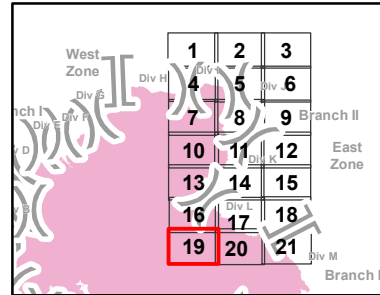 1 2 3
West
Zone
Div H
Div I
4 5 Div J 6
Div G
Branch I
Div F
Div E
7 8 9 Branch II
D
10 11 12 East
Zone
Div K
13 14 15
Div L
16 17 18
19 20 21 Div M
Branch